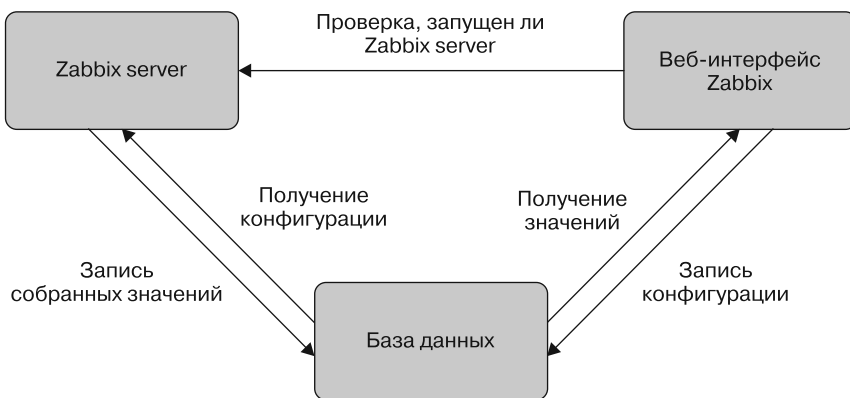 Проверка, запущен ли
Zabbix server
Zabbix server
Веб-интерфейс
Zabbix
Получение
конфигурации
Получение
значений
Запись
собранных значений
Запись
конфигурации
База данных